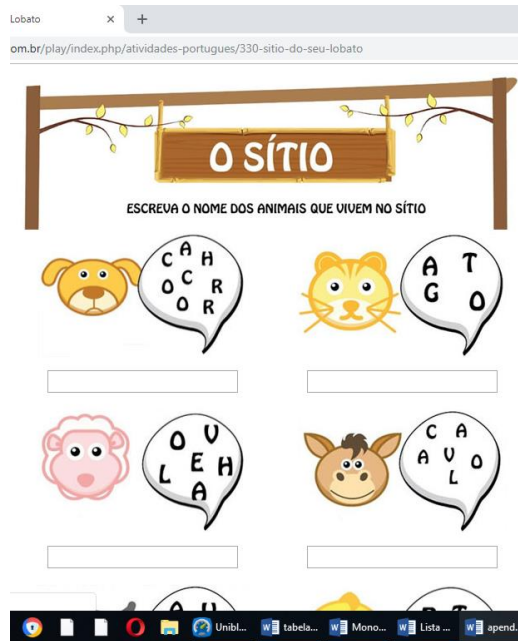 Lobato
om.br/play/index.php/atividades-portugues/330-sitio-do-seu-lobato
O SÍTIO
ESCREVA O NOME DOS ANIMAIS QUE VIVEM NO SÍTIO
C A H
O C R
O R
A T
G O
O V
L E H
A
C A
A V O
L
Unibl... tabela... Mono... Lista ... apend.